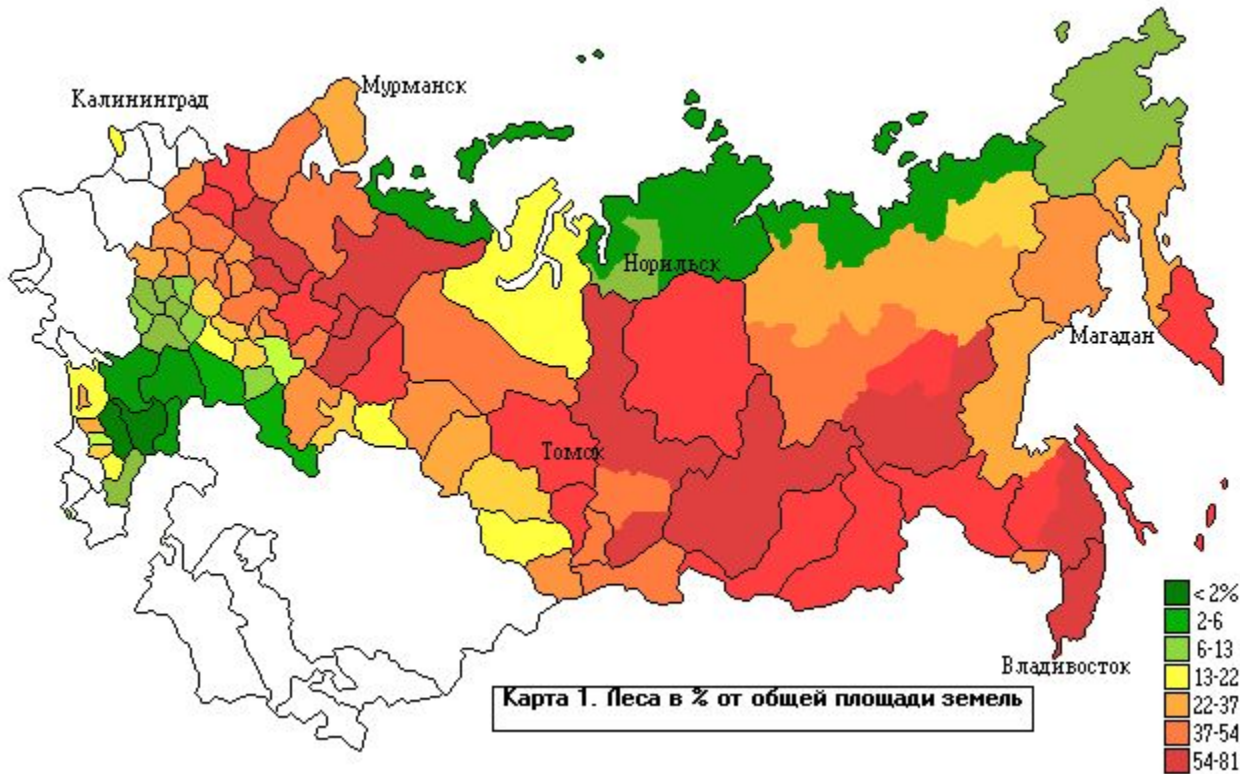 Мурманск
Калининград
Норильск
Магадан
Томск
< 2%
2-6
6-13
Владивосток
13-22
Карта 1. Леса в % от общей площади земель
22-37
37-54
54-81